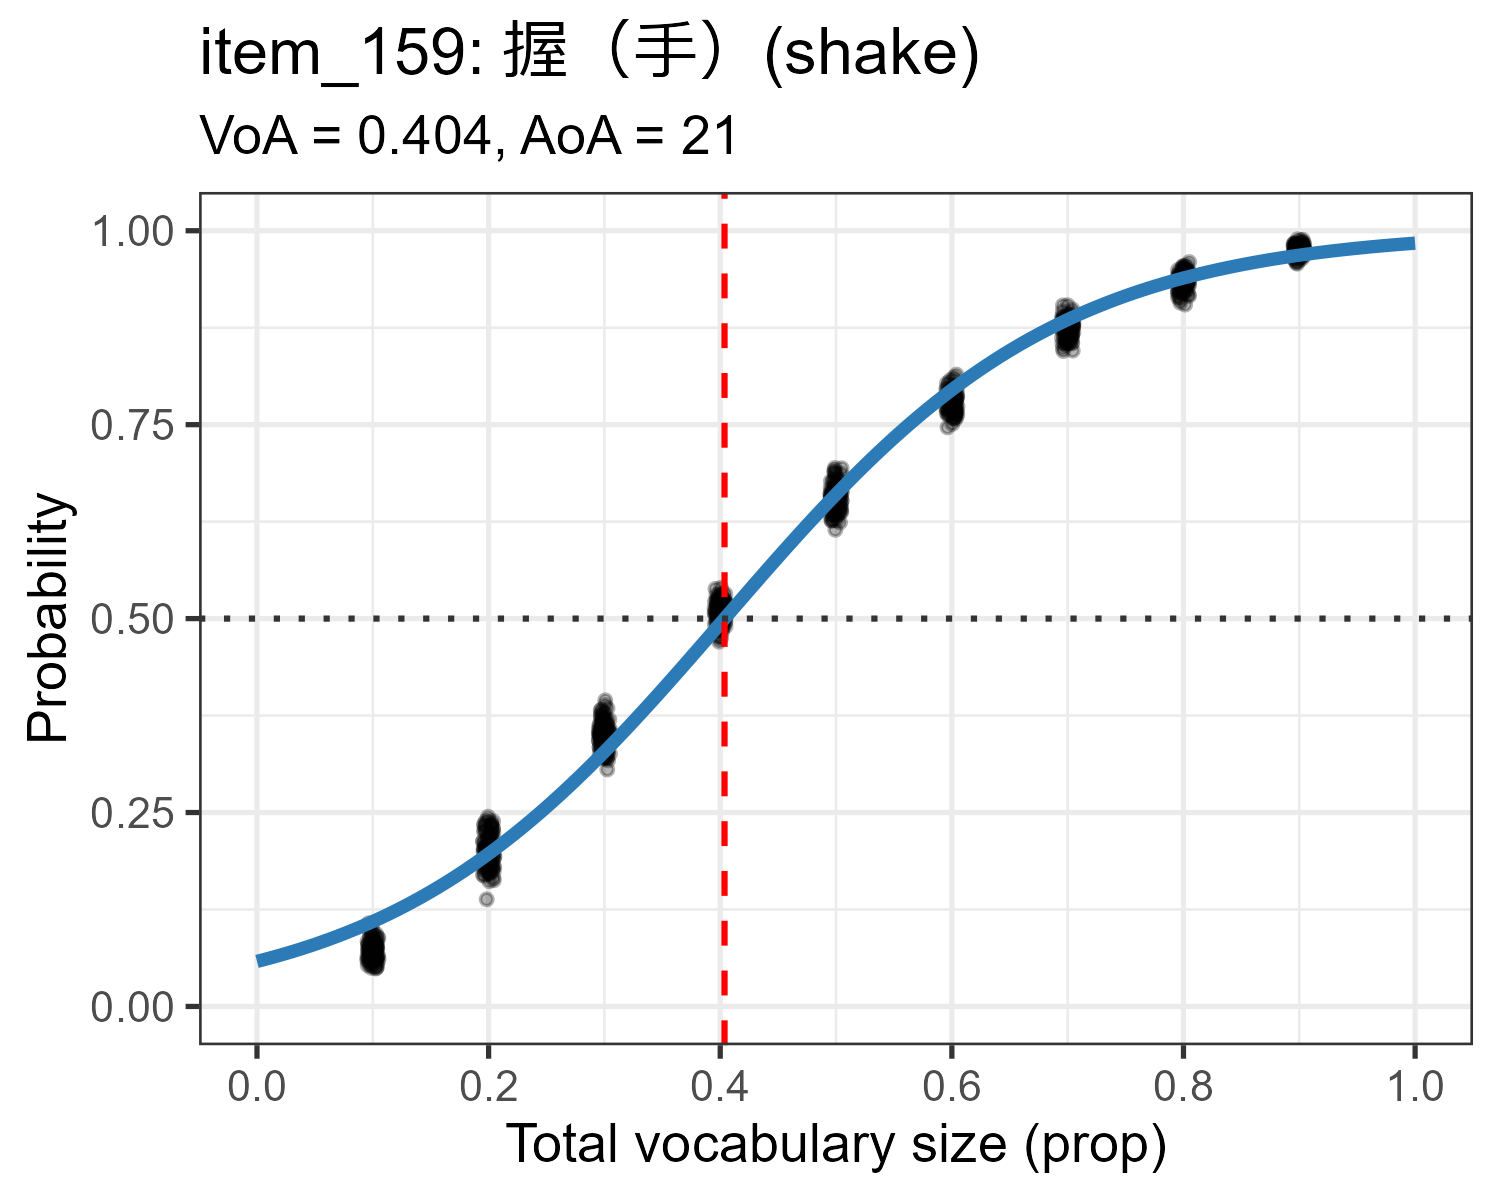 item_159: 握（手）(shake)
VoA = 0.404, AoA = 21
1.00
0.75
0.50
0.25
0.00
Probability
0.0 0.2 0.4 0.6 0.8 1.0
Total vocabulary size (prop)